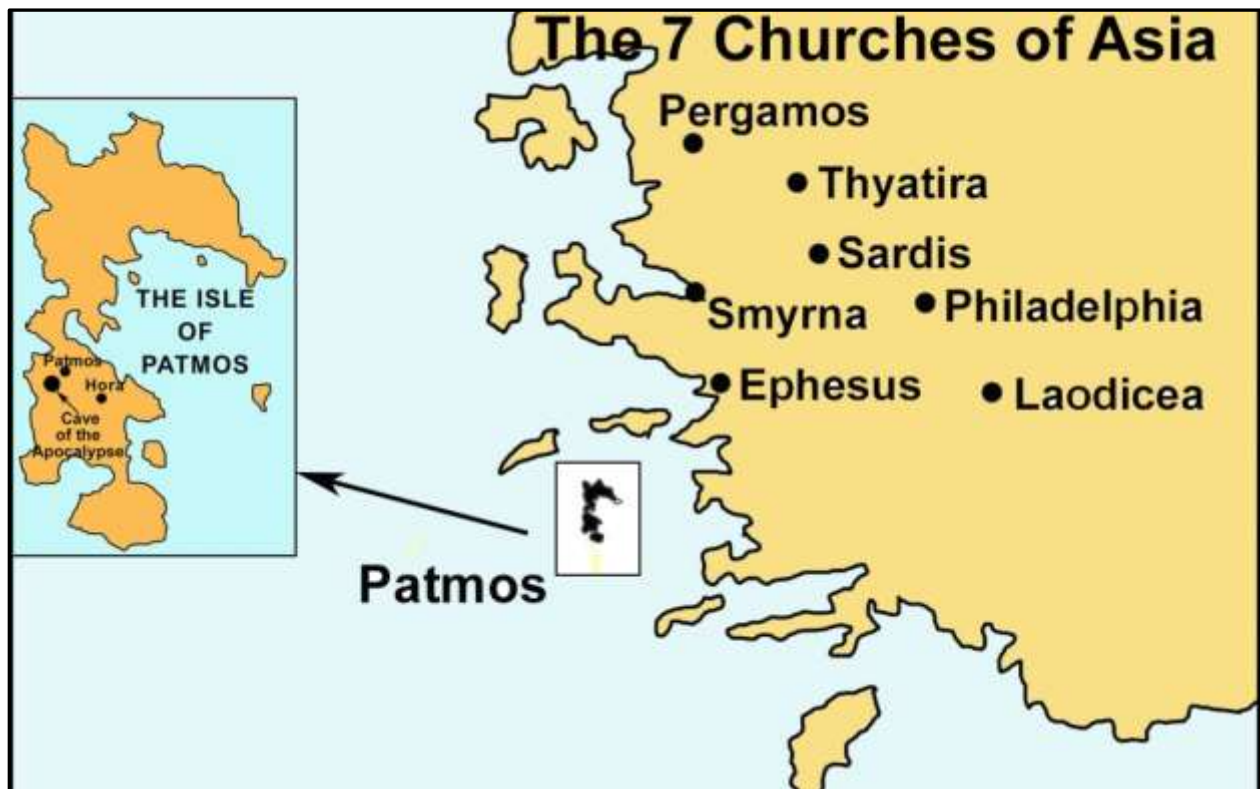 The 7 Churches of Asia
Pergamos
Thyatira
Sardis
Smyrna
Philadelphia
Ephesus
Laodicea
Patmos
THE ISLE
OF
PATMOS
Patmos
Hora
Cave
of the
Apocalypse